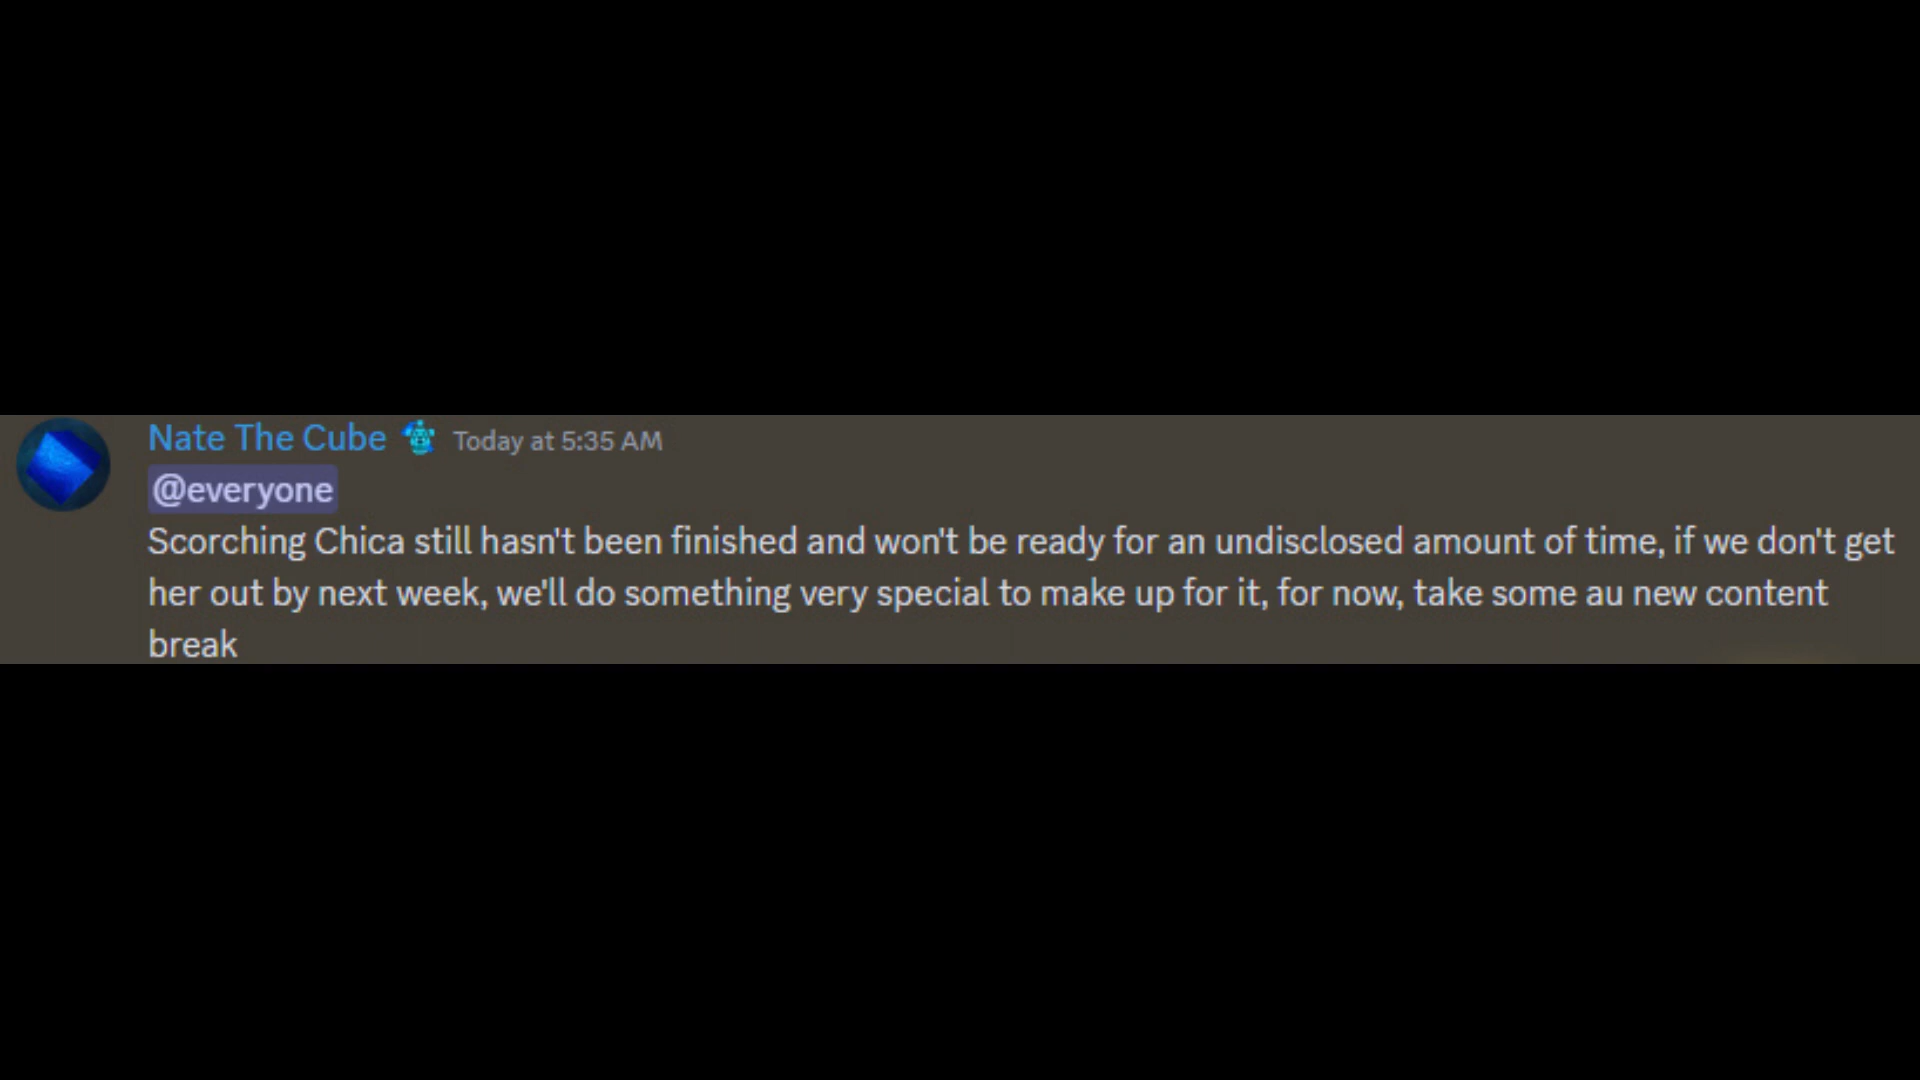 Nate The Cube Today at 5:35 AM
@everyone
Scorching Chica still hasn't been finished and won't be ready for an undisclosed amount of time, if we don't get
her out by next week, we'll do something very special to make up for it, for now, take some au new content
break